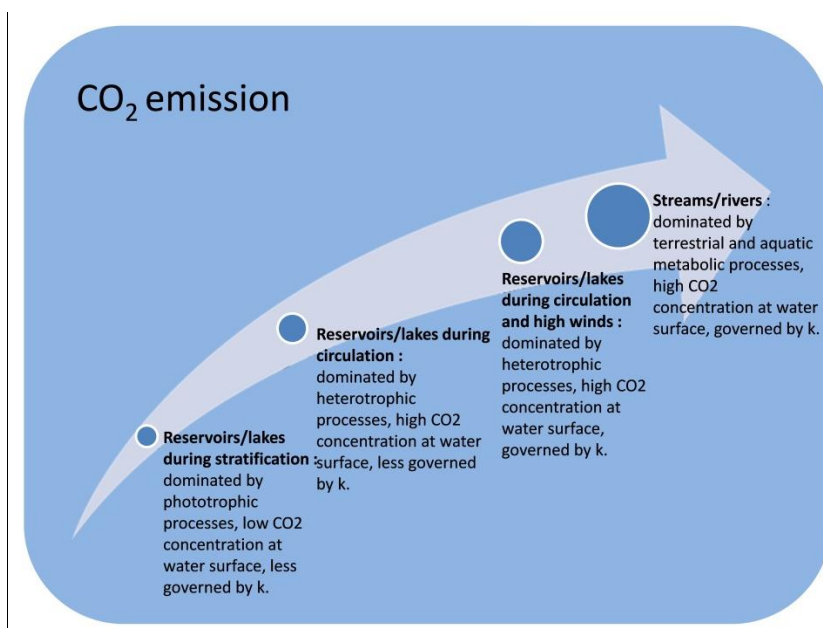 CO₂ emission
Streams/rivers :
dominated by
terrestrial and aquatic
metabolic processes,
high CO2
concentration at water
surface, governed by k.
Reservoirs/lakes
during circulation
and high winds :
dominated by
heterotrophic
processes, high CO2
concentration at
water surface,
governed by k.
Reservoirs/lakes during
circulation :
dominated by
heterotrophic
processes, high CO2
concentration at water
surface, less governed
by k.
Reservoirs/lakes
during stratification :
dominated by
phototrophic
processes, low CO2
concentration at
water surface, less
governed by k.